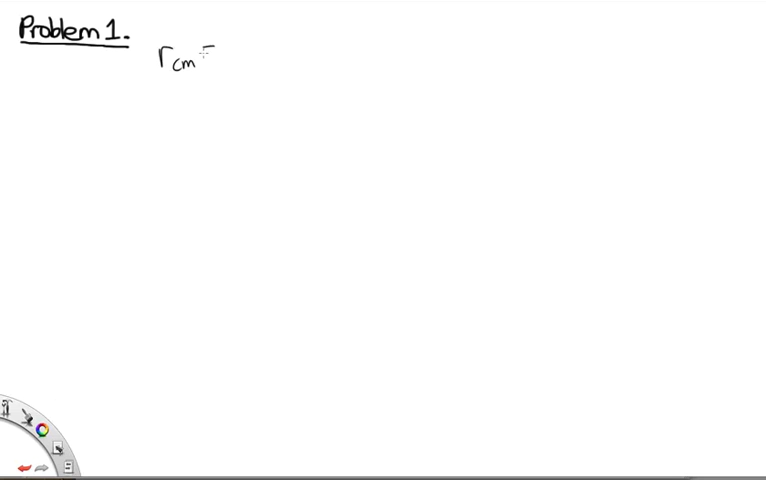 Problem 1.
r_cm =